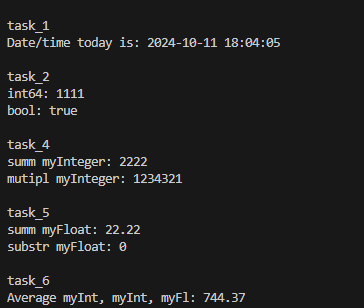 task_1
Date/time today is: 2024-10-11 18:04:05
task_2
int64: 1111
bool: true
task_4
summ myInteger: 2222
mutipl myInteger: 1234321
task_5
summ myFloat: 22.22
substr myFloat: 0
task_6
Average myInt, myInt, myFl: 744.37